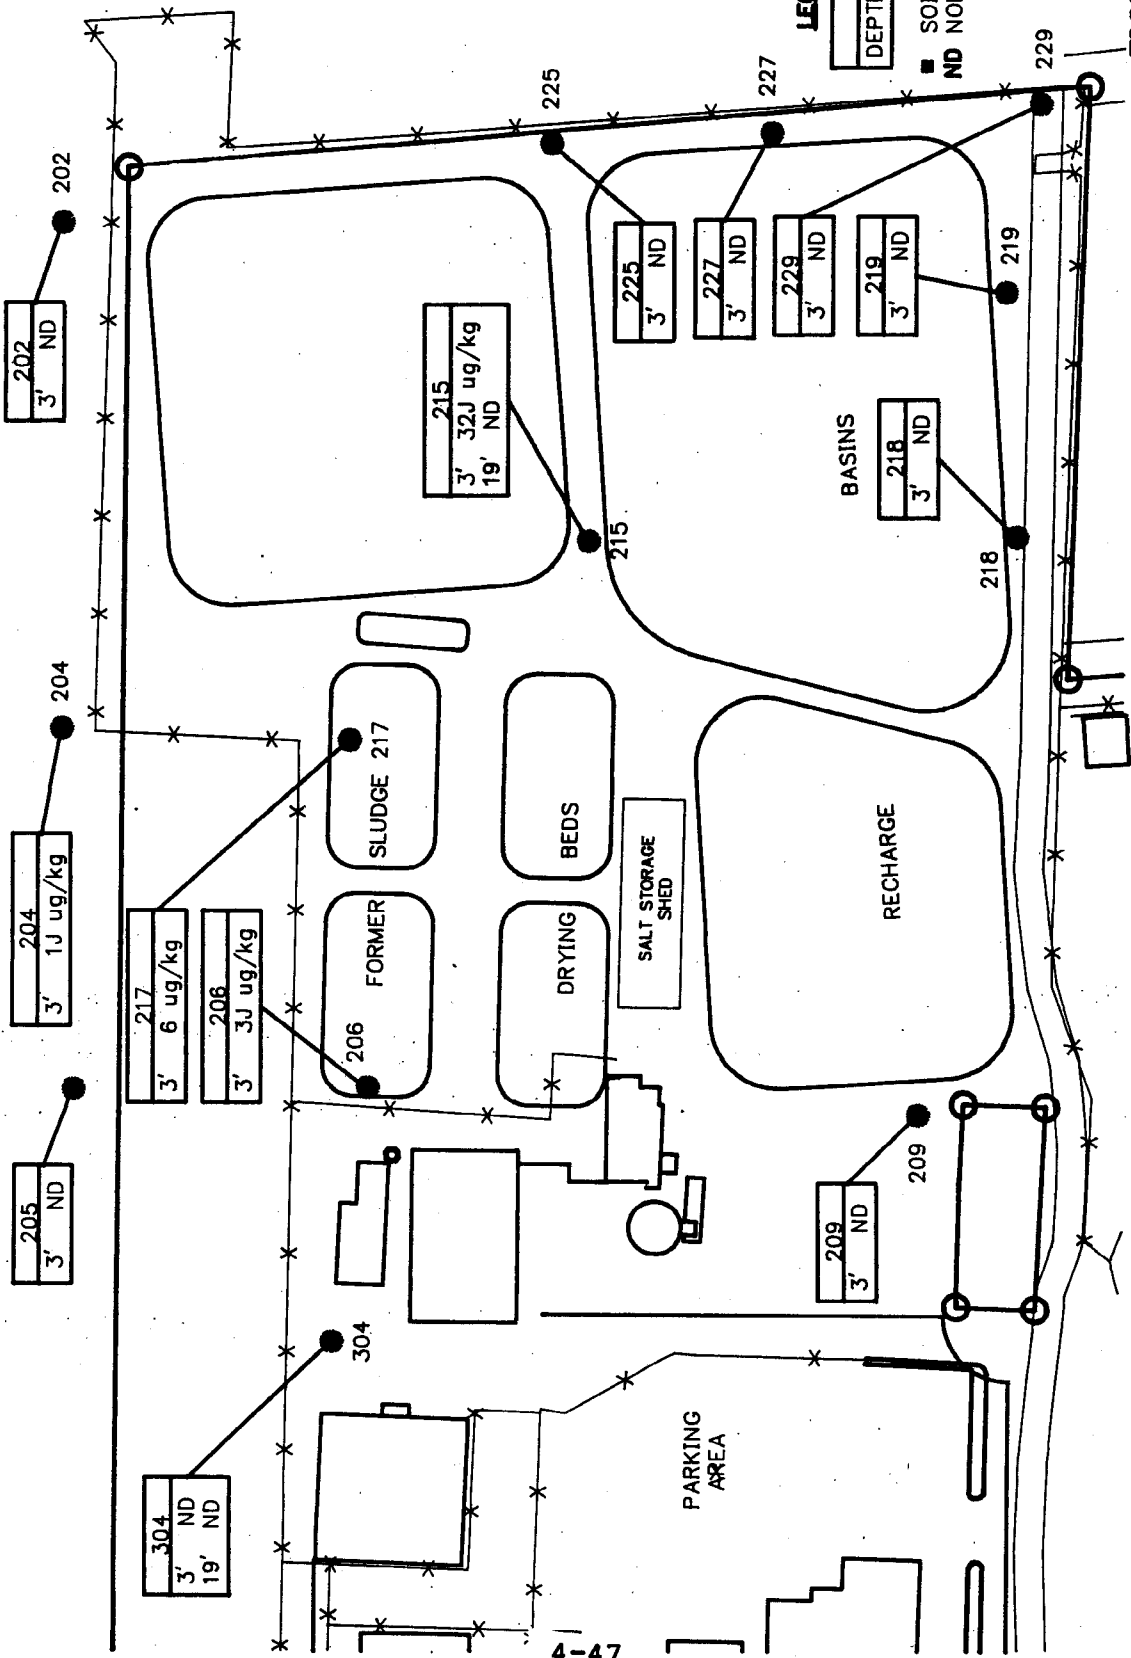 202
3' ND
202
204
3' 1J ug/kg
204
205
3' ND
217
3' 6 ug/kg
206
3' 3J ug/kg
304
3' ND
19' ND
304
206
FORMER
SLUDGE 217
DRYING
BEDS
SALT STORAGE
SHED
215
3' 32J ug/kg
19' ND
215
225
227
229
225
3' ND
227
3' ND
229
3' ND
219
3' ND
219
BASINS
218
3' ND
218
RECHARGE
209
3' ND
209
PARKING
AREA
DEPT
ND
4-47